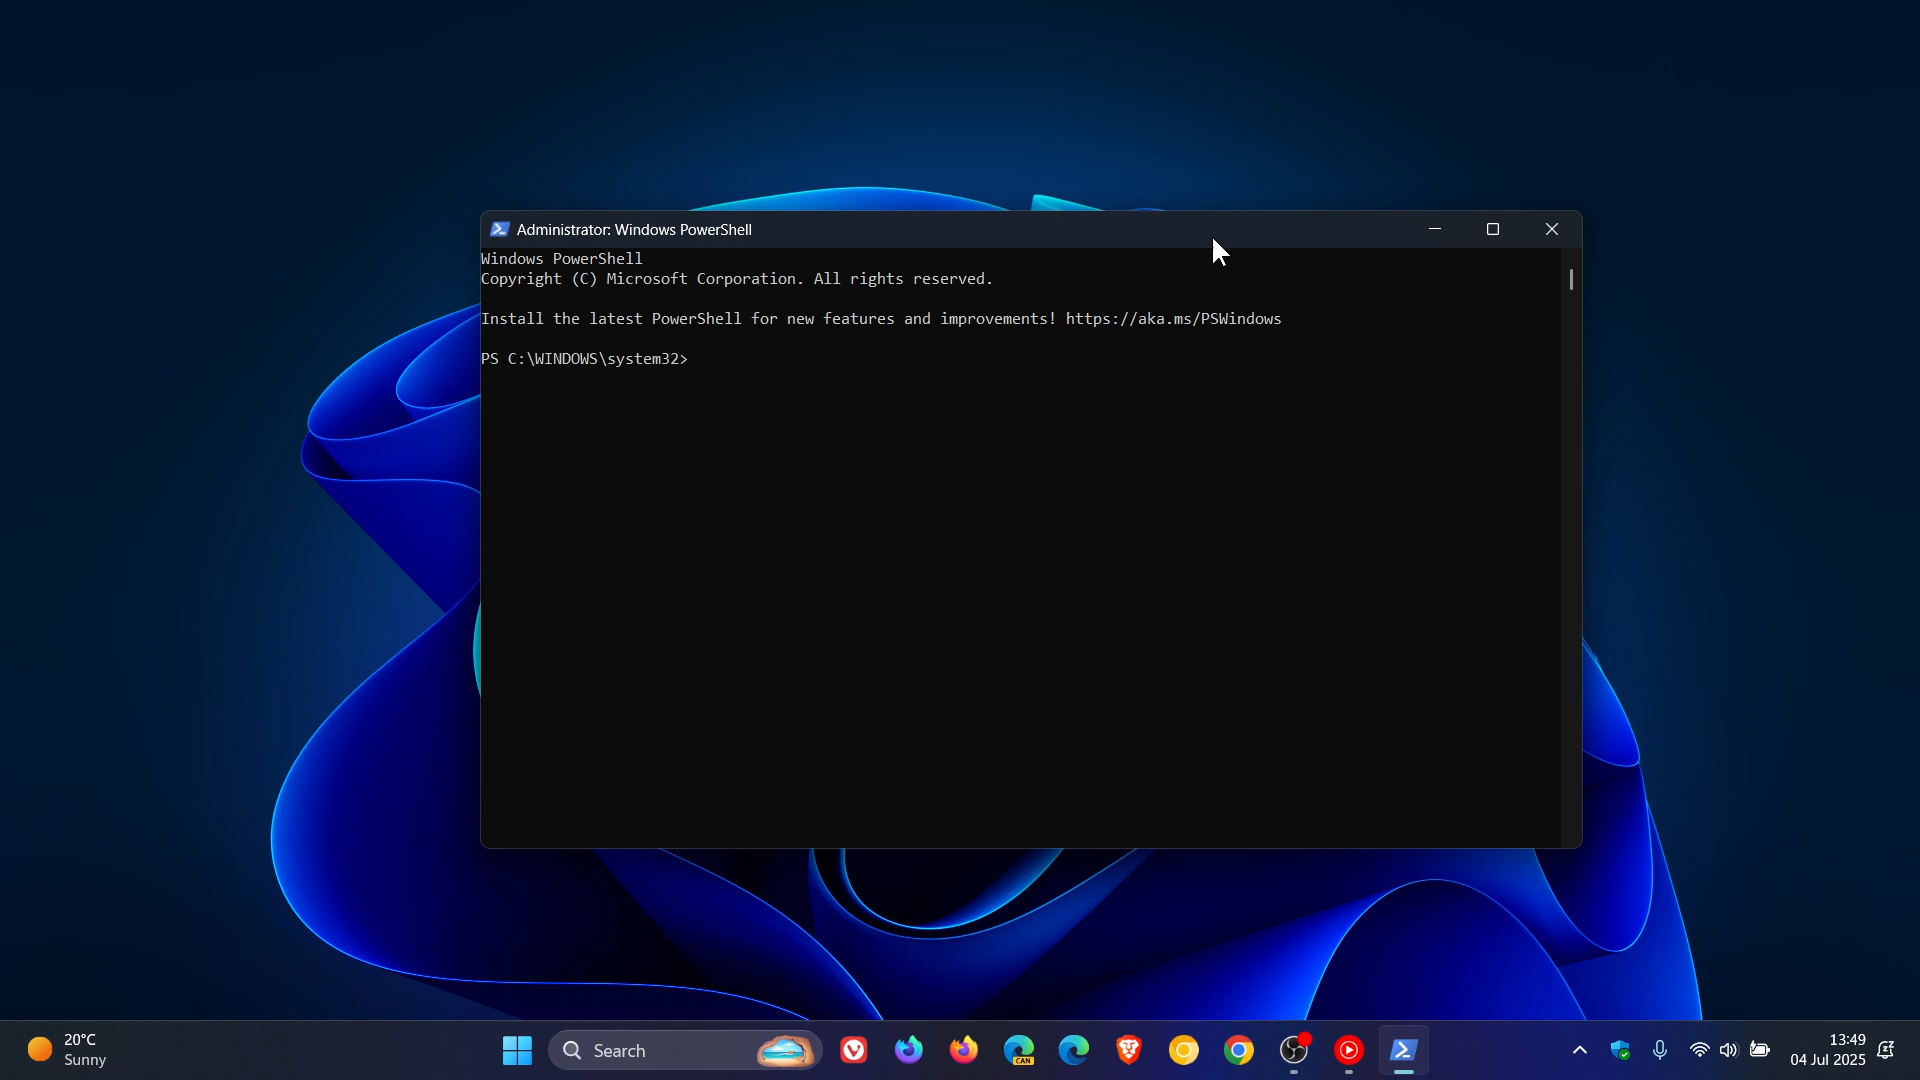 Administrator: Windows PowerShell
Windows PowerShell
Copyright (C) Microsoft Corporation. All rights reserved.
Install the latest PowerShell for new features and improvements! https://aka.ms/PSWindows
PS C:\WINDOWS\system32>
20°C
Sunny
Search
CAN
13:49
04 Jul 2025